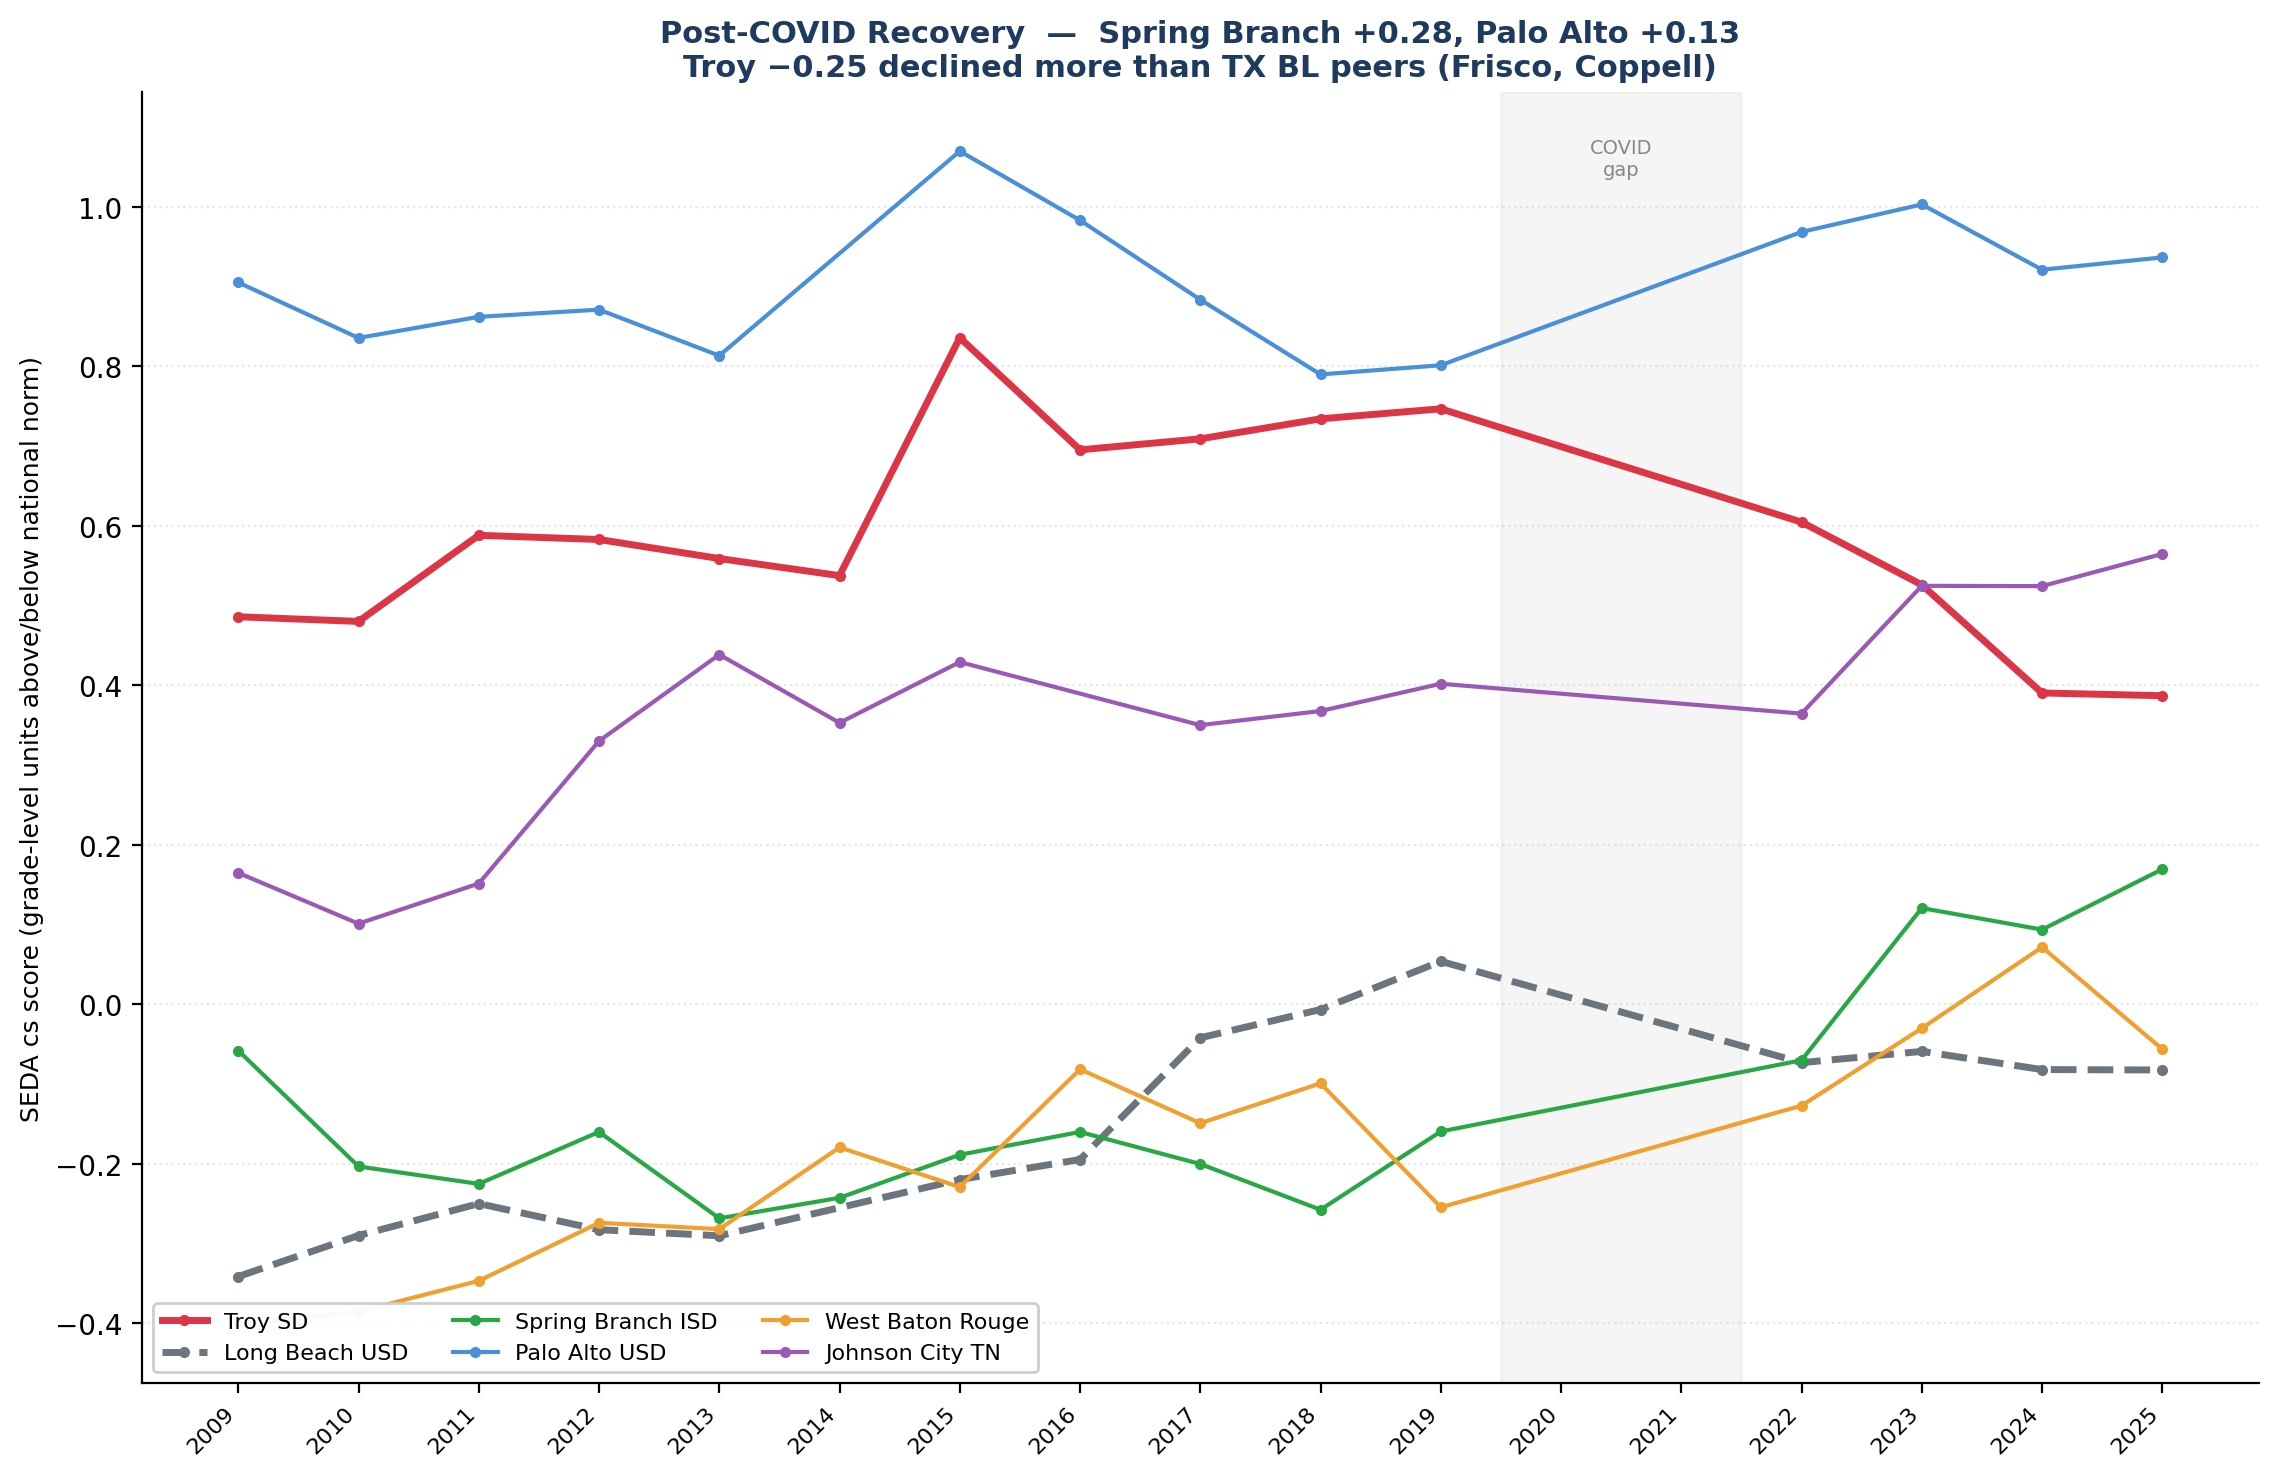 Post-COVID Recovery  —  Spring Branch +0.28, Palo Alto +0.13
Troy −0.25 declined more than TX BL peers (Frisco, Coppell)
COVID
gap
SEDA cs score (grade-level units above/below national norm)
1.0
0.8
0.6
0.4
0.2
0.0
−0.2
−0.4
Troy SD
Long Beach USD
Spring Branch ISD
Palo Alto USD
West Baton Rouge
Johnson City TN
2009
2010
2011
2012
2013
2014
2015
2016
2017
2018
2019
2020
2021
2022
2023
2024
2025